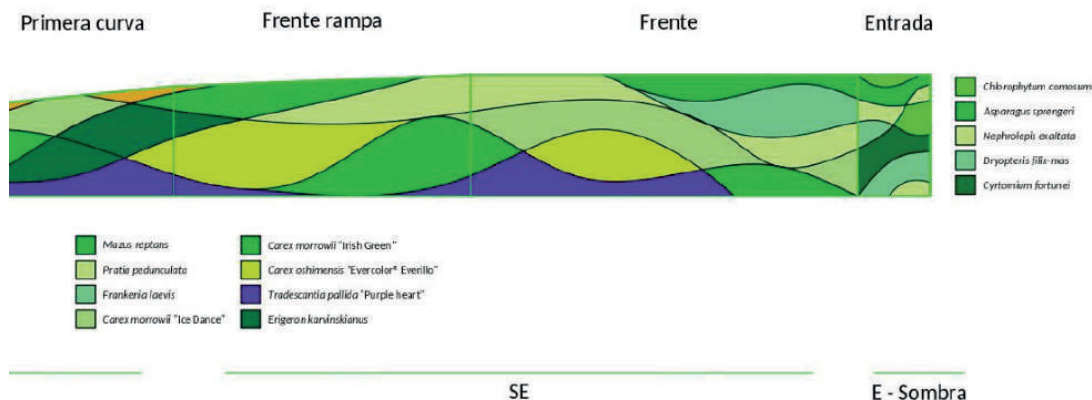 Primera curva
Frente rampa
Frente
Entrada
Chlorophytum comosum
Asparagus sprengeri
Nephrolepis exaltata
Dryopteris filix-mas
Cyrtomium fortunei
Mazus reptans
Pratia pedunculata
Frankenia laevis
Carex morrowii "Ice Dance"
Carex morrowii "Irish Green"
Carex oshimensis "Evercolor® Everillo"
Tradescantia pallida "Purple heart"
Erigeron karvinskianus
SE
E - Sombra